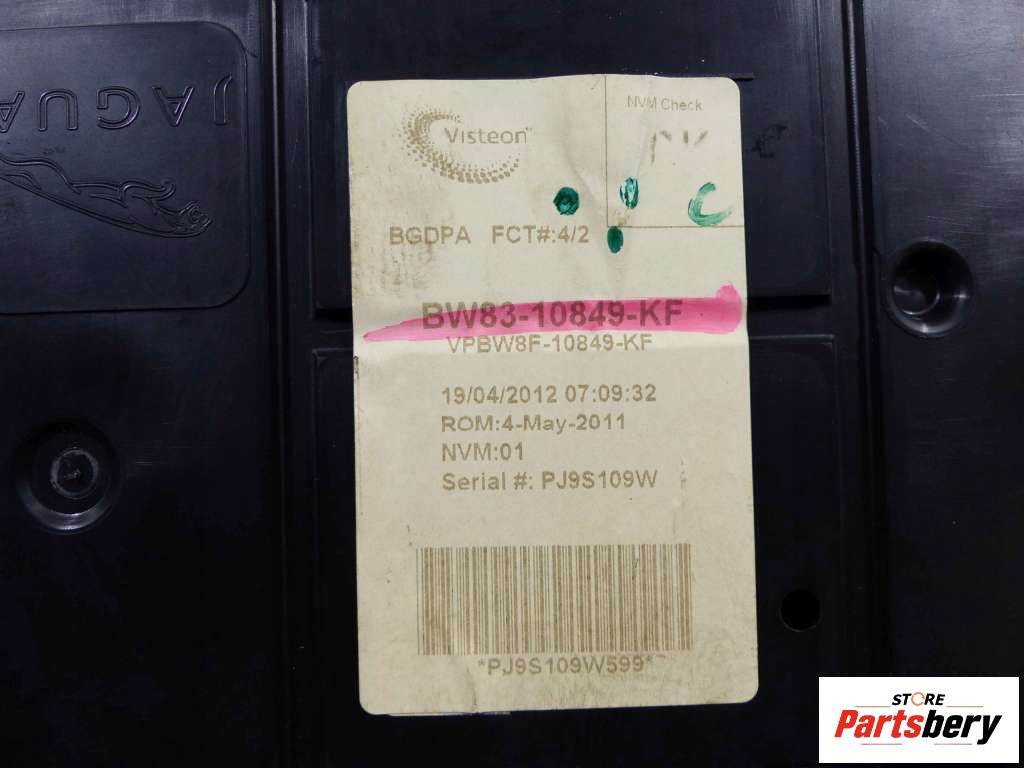 JAGUA
Visteon
NVM Check
C
BGDPA FCT#:4/2
BW83-10849-KF
VPBW8F-10849-KF
19/04/2012 07:09:32
ROM:4-May-2011
NVM:01
Serial #: PJ9S109W
*PJ9S109W599*
STORE
Partsbery